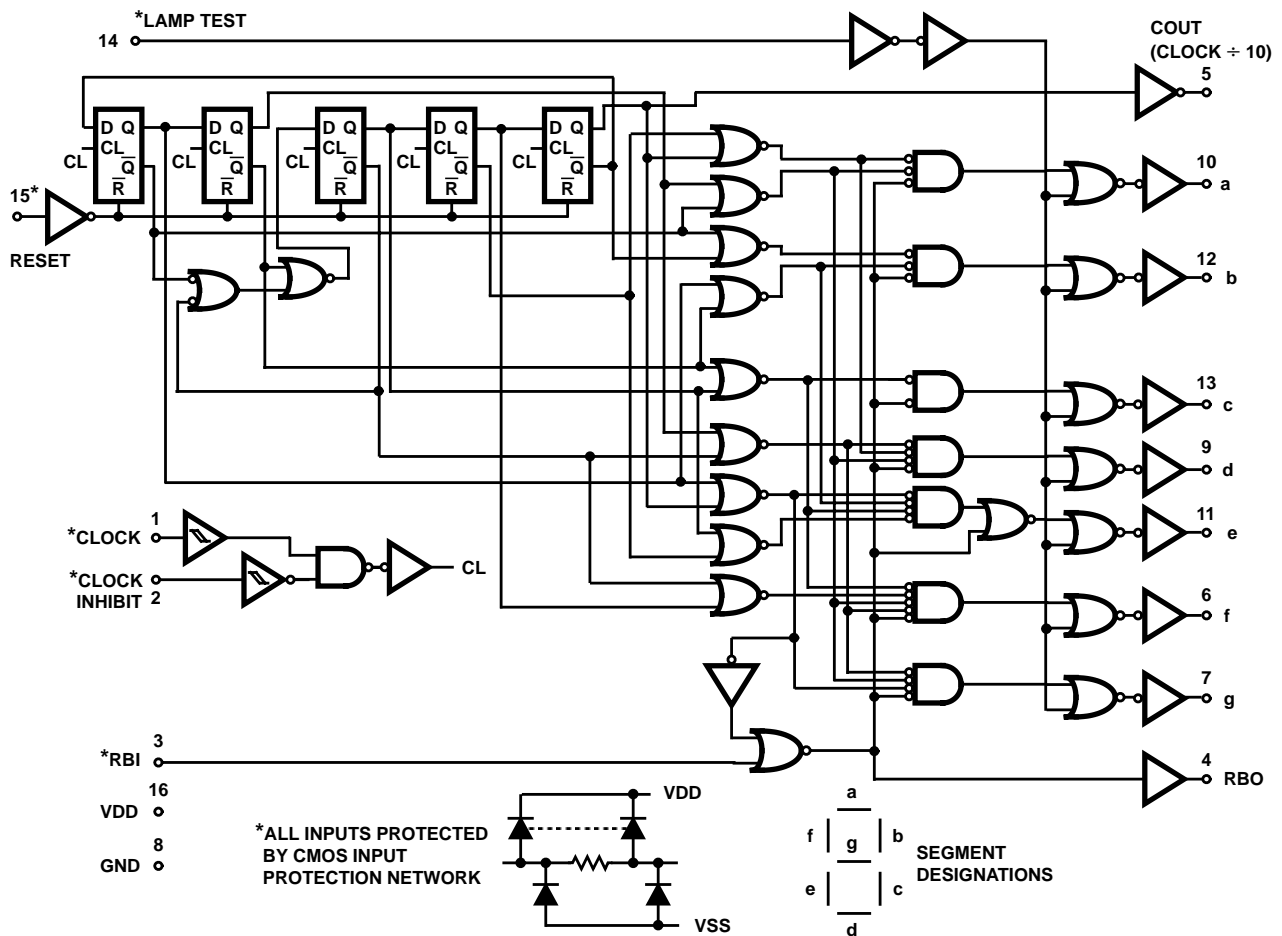 *LAMP TEST
14
COUT
(CLOCK ÷ 10)
5
D Q
CL
CL
Q
R
D Q
CL
CL
Q
R
D Q
CL
CL
Q
R
D Q
CL
CL
Q
R
D Q
CL
CL
Q
R
15*
RESET
10
a
12
b
13
c
9
d
11
e
6
f
7
g
4
RBO
1
*CLOCK
*CLOCK
INHIBIT
2
CL
3
*RBI
16
VDD
8
GND
*ALL INPUTS PROTECTED
BY CMOS INPUT
PROTECTION NETWORK
VDD
VSS
a
f g b
e c
d
SEGMENT
DESIGNATIONS